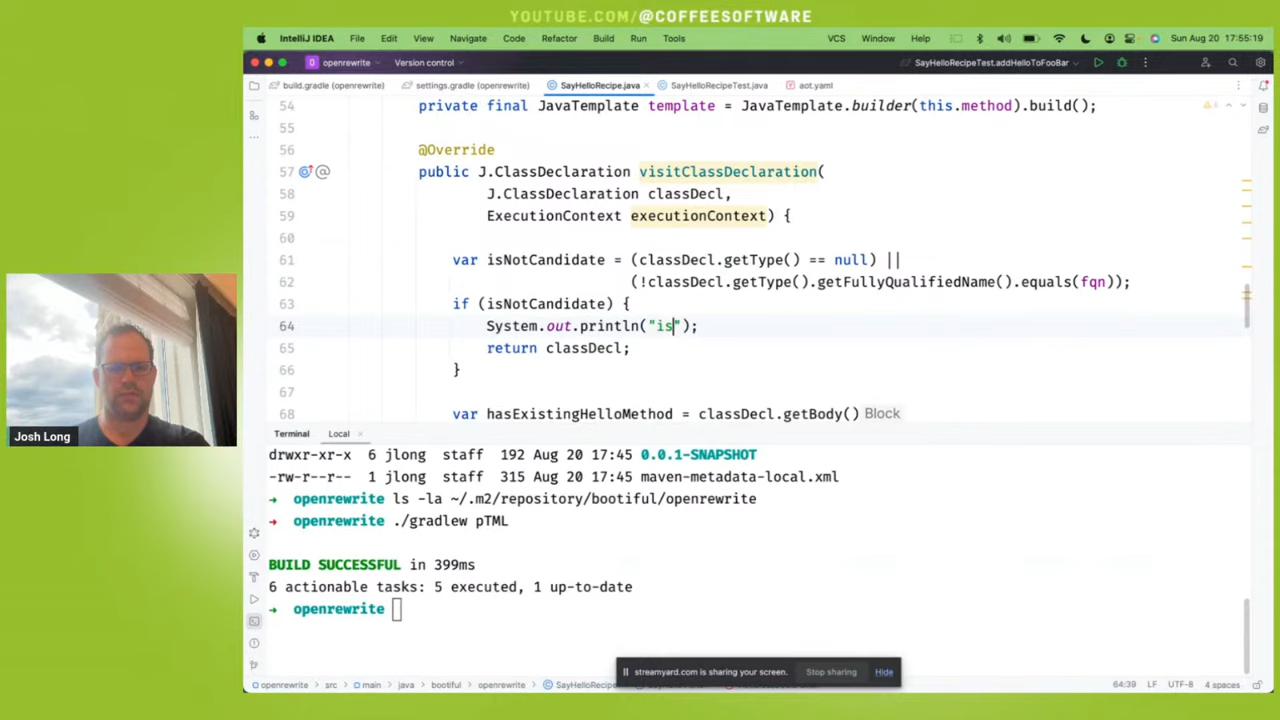 YOUTUBE.COM/@COFFEESOFTWARE
IntelliJ IDEA File Edit View Navigate Code Refactor Build Run Tools VCS Window Help Sun Aug 20 17:55:19
openrewrite Version control SayHelloRecipeTest.addHelloToFooBar
build.gradle (openrewrite) settings.gradle (openrewrite) SayHelloRecipe.java SayHelloRecipeTest.java aot.yaml
54 private final JavaTemplate template = JavaTemplate.builder(this.method).build();
55
56 @Override
57 public J.ClassDeclaration visitClassDeclaration(
58 J.ClassDeclaration classDecl,
59 ExecutionContext executionContext) {
60
61 var isNotCandidate = (classDecl.getType() == null) ||
62 (!classDecl.getType().getFullyQualifiedName().equals(fqn));
63 if (isNotCandidate) {
64 System.out.println("is");
65 return classDecl;
66 }
67
68 var hasExistingHelloMethod = classDecl.getBody() Block
Terminal Local
drwxr-xr-x 6 jlong staff 192 Aug 20 17:45 0.0.1-SNAPSHOT
-rw-r--r-- 1 jlong staff 315 Aug 20 17:45 maven-metadata-local.xml
→ openrewrite ls -la ~/.m2/repository/bootiful/openrewrite
→ openrewrite ./gradlew pTML
BUILD SUCCESSFUL in 399ms
6 actionable tasks: 5 executed, 1 up-to-date
→ openrewrite
Josh Long
streamyard.com is sharing your screen. Stop sharing Hide
openrewrite src main java bootiful openrewrite SayHelloRecipe 64:39 LF UTF-8 4 spaces